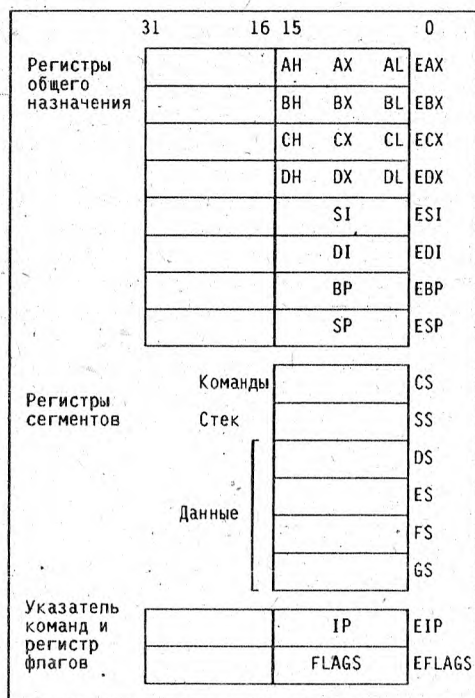 31 16 15 0
Регистры
общего
назначения
AH AX AL EAX
BH BX BL EBX
CH CX CL ECX
DH DX DL EDX
SI ESI
DI EDI
BP EBP
SP ESP
Регистры
сегментов
Команды CS
Стек SS
Данные
DS
ES
FS
GS
Указатель
команд и
регистр
флагов
IP EIP
FLAGS EFLAGS